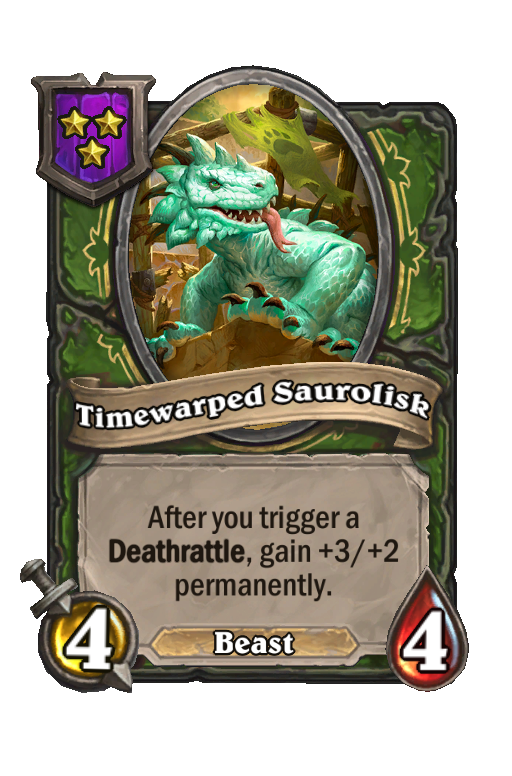 Timewarped Saurolisk
After you trigger a
Deathrattle, gain +3/+2
permanently.
4
Beast
4